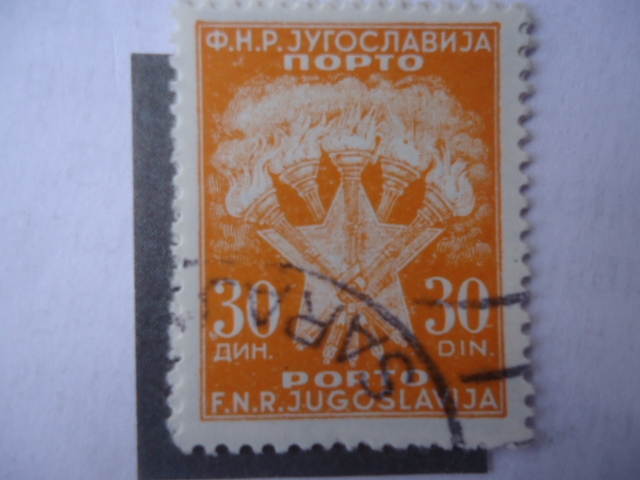 Ф.Н.Р. ЈУГОСЛАВИЈА
ПОРТО
30 30
ДИН. DIN.
PORTO
F.N.R. JUGOSLAVIJA